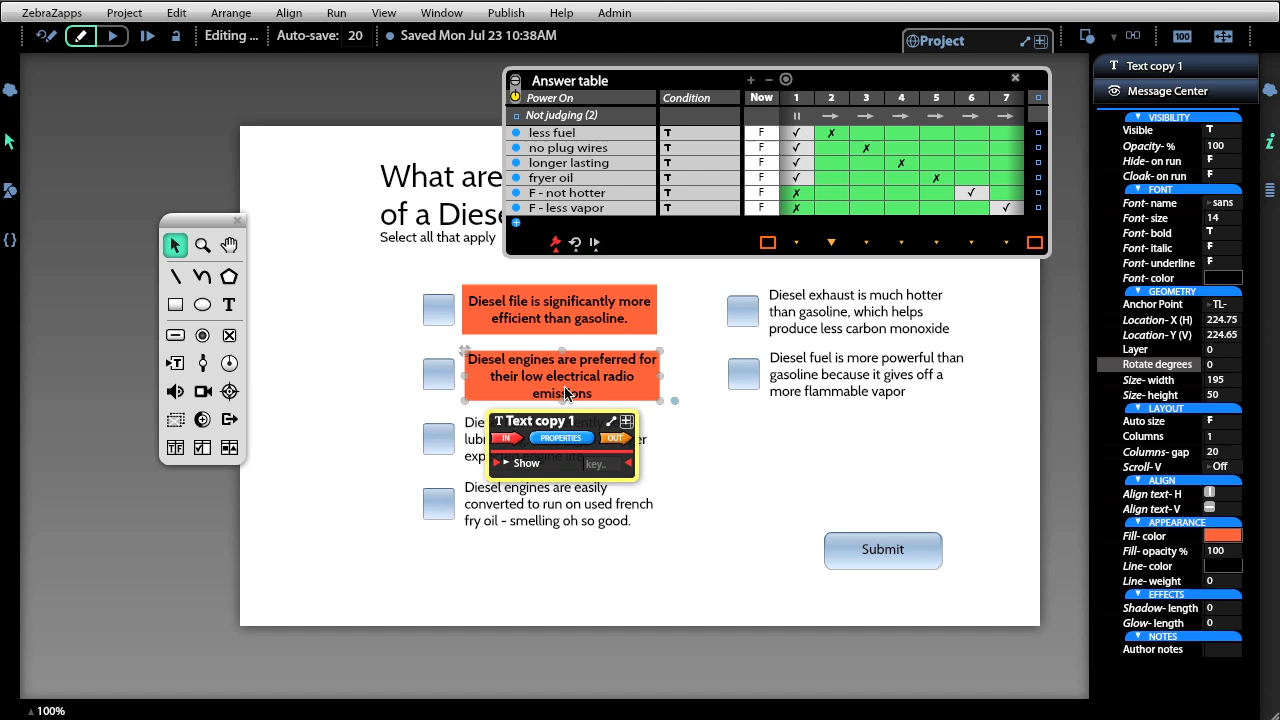 ZebraZapps Project Edit Arrange Align Run View Window Publish Help Admin
Editing ... Auto-save: 20 Saved Mon Jul 23 10:38AM
Project
100
Text copy 1
Message Center
Answer table
Power On Condition Now 1 2 3 4 5 6 7
Not judging (2)
less fuel T F ✓ ✗
no plug wires T F ✓ ✗
longer lasting T F ✓ ✗
fryer oil T F ✓ ✗
F - not hotter T F ✗ ✓
F - less vapor T F ✗ ✓
What are
of a Diese
Select all that apply
Diesel file is significantly more
efficient than gasoline.
Diesel engines are preferred for
their low electrical radio
emissions
Diesel engines are easily
converted to run on used french
fry oil - smelling oh so good.
Diesel exhaust is much hotter
than gasoline, which helps
produce less carbon monoxide
Diesel fuel is more powerful than
gasoline because it gives off a
more flammable vapor
Submit
T Text copy 1
IN PROPERTIES OUT
Show key..
VISIBILITY
Visible T
Opacity- % 100
Hide- on run F
Cloak- on run F
FONT
Font- name sans
Font- size 14
Font- bold T
Font- italic F
Font- underline F
Font- color
GEOMETRY
Anchor Point TL-
Location- X (H) 224.75
Location- Y (V) 224.65
Layer 0
Rotate degrees 0
Size- width 195
Size- height 50
LAYOUT
Auto size F
Columns 1
Columns- gap 20
Scroll- V Off
ALIGN
Align text- H
Align text- V
APPEARANCE
Fill- color
Fill- opacity % 100
Line- color
Line- weight 0
EFFECTS
Shadow- length 0
Glow- length 0
NOTES
Author notes
100%